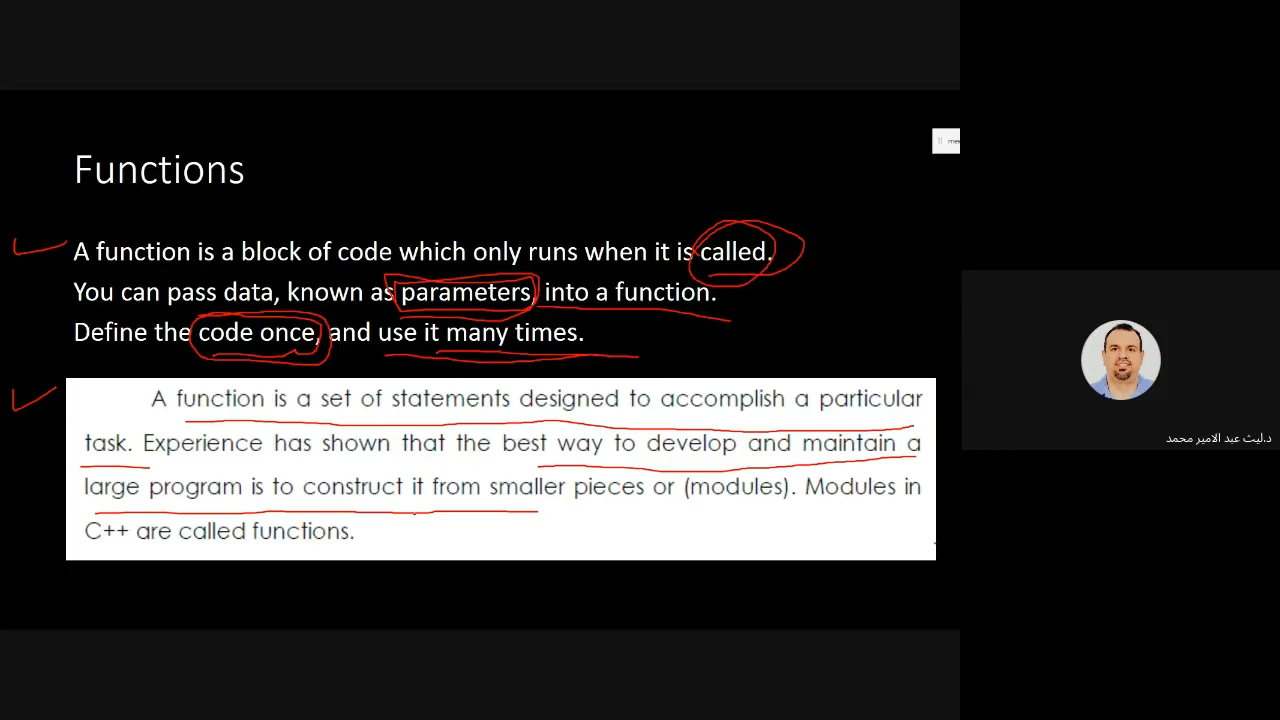 Functions
A function is a block of code which only runs when it is called.
You can pass data, known as parameters, into a function.
Define the code once, and use it many times.
A function is a set of statements designed to accomplish a particular
task. Experience has shown that the best way to develop and maintain a
large program is to construct it from smaller pieces or (modules). Modules in
C++ are called functions.
د.ليث عبد الامير محمد